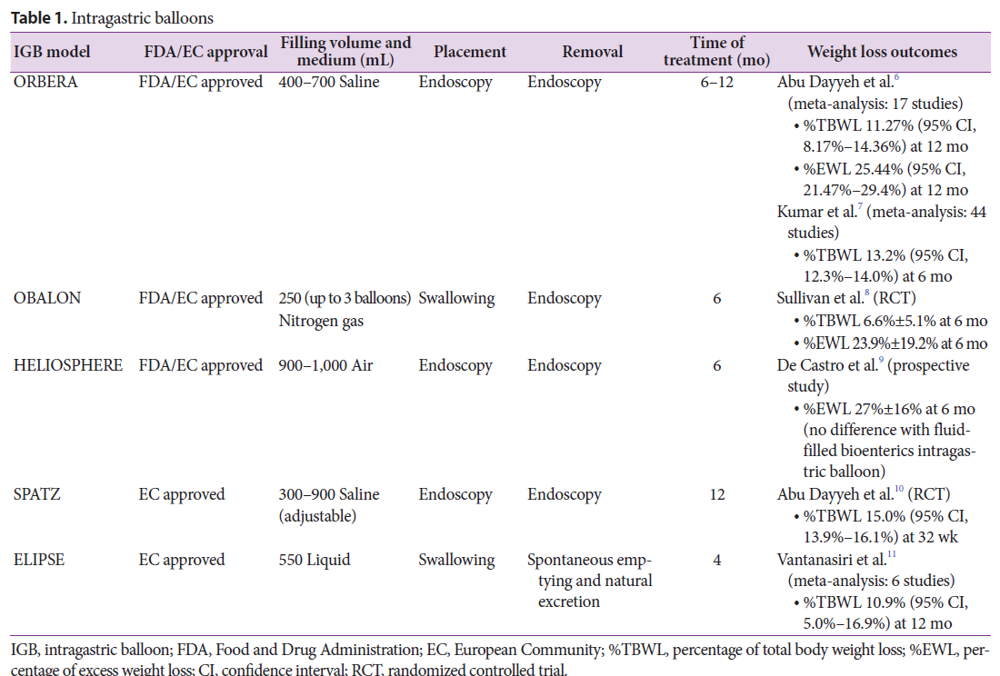 Table 1. Intragastric balloons
IGB model FDA/EC approval Filling volume and medium (mL) Placement Removal Time of treatment (mo) Weight loss outcomes
ORBERA FDA/EC approved 400–700 Saline Endoscopy Endoscopy 6–12 Abu Dayyeh et al.6
(meta-analysis: 17 studies)
• %TBWL 11.27% (95% CI,
8.17%–14.36%) at 12 mo
• %EWL 25.44% (95% CI,
21.47%–29.4%) at 12 mo
Kumar et al.7 (meta-analysis: 44
studies)
• %TBWL 13.2% (95% CI,
12.3%–14.0%) at 6 mo
OBALON FDA/EC approved 250 (up to 3 balloons) Swallowing Endoscopy 6 Sullivan et al.8 (RCT)
Nitrogen gas • %TBWL 6.6%±5.1% at 6 mo
• %EWL 23.9%±19.2% at 6 mo
HELIOSPHERE FDA/EC approved 900–1,000 Air Endoscopy Endoscopy 6 De Castro et al.9 (prospective
study)
• %EWL 27%±16% at 6 mo
(no difference with fluid-
filled bioenterics intragas-
tric balloon)
SPATZ EC approved 300–900 Saline Endoscopy Endoscopy 12 Abu Dayyeh et al.10 (RCT)
(adjustable) • %TBWL 15.0% (95% CI,
13.9%–16.1%) at 32 wk
ELIPSE EC approved 550 Liquid Swallowing Spontaneous emp- 4 Vantanasiri et al.11
tying and natural (meta-analysis: 6 studies)
excretion • %TBWL 10.9% (95% CI,
5.0%–16.9%) at 12 mo
IGB, intragastric balloon; FDA, Food and Drug Administration; EC, European Community; %TBWL, percentage of total body weight loss; %EWL, per-
centage of excess weight loss; CI, confidence interval; RCT, randomized controlled trial.